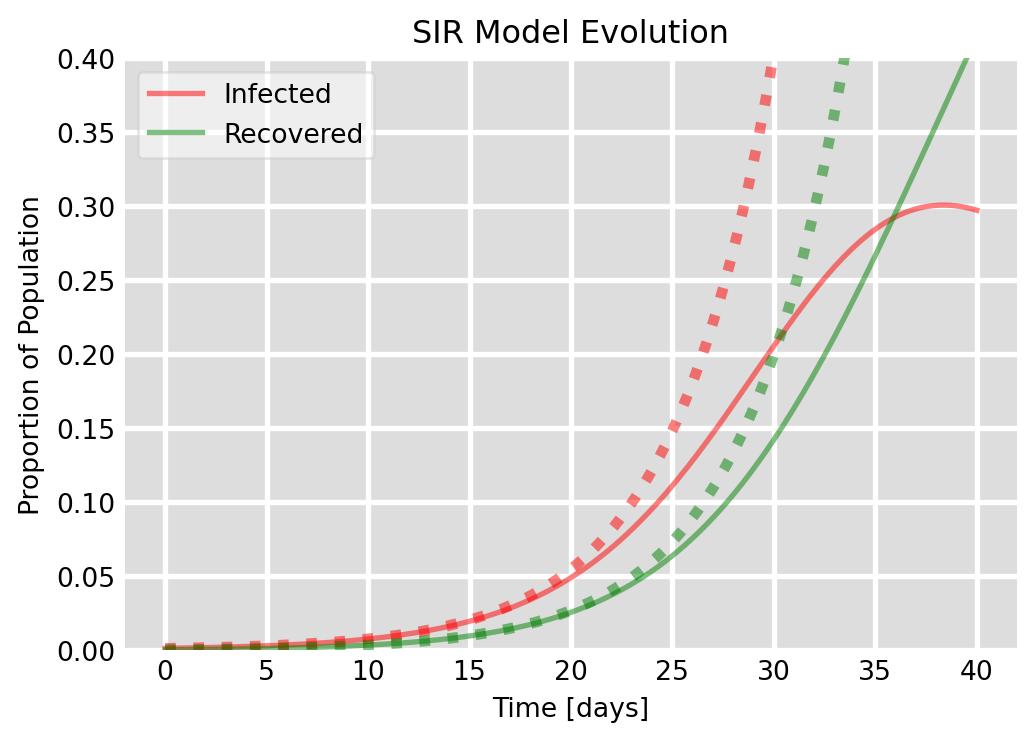 SIR Model Evolution
Infected
Recovered
Proportion of Population
0.40
0.35
0.30
0.25
0.20
0.15
0.10
0.05
0.00
0 5 10 15 20 25 30 35 40
Time [days]